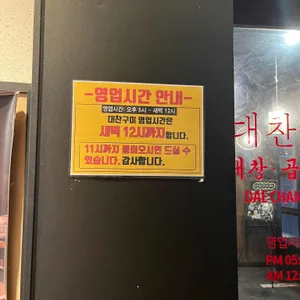 -영업시간 안내-
영업시간: 오후 5시 ~ 새벽 12시
대찬구이 영업시간은
새벽 12시까지합니다.
11시까지 들어오시면 드실 수
있습니다. 감사합니다.
대찬
대창·곱
DAECHAN
영업시
PM 05:
AM 12: